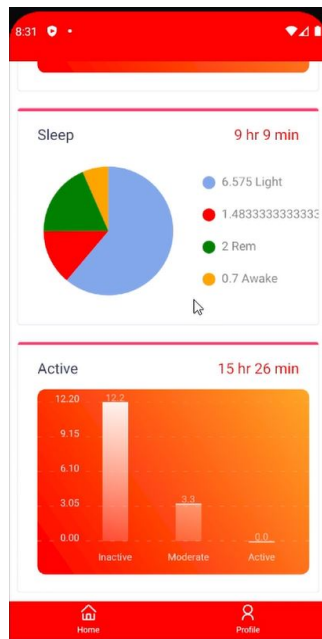 8:31
Sleep 9 hr 9 min
6.575 Light
1.4833333333333
2 Rem
0.7 Awake
Active 15 hr 26 min
12.20 12.2
9.15
6.10
3.05 3.3
0.00 0.0
Inactive Moderate Active
Home Profile